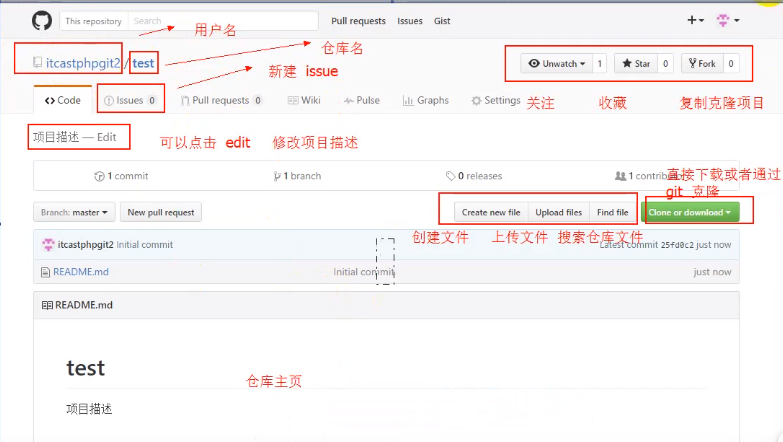 This repository Search Pull requests Issues Gist
用户名
itcastphpgit2 / test
仓库名
Unwatch 1 Star 0 Fork 0
新建 issue
Code Issues 0 Pull requests 0 Wiki Pulse Graphs Settings
关注 收藏 复制克隆项目
项目描述 — Edit
可以点击 edit 修改项目描述
1 commit 1 branch 0 releases 1 contributor
直接下载或者通过
git 克隆
Branch: master New pull request Create new file Upload files Find file Clone or download
创建文件 上传文件 搜索仓库文件
itcastphpgit2 Initial commit Latest commit 25fd0c2 just now
README.md Initial commit just now
README.md
test
仓库主页
项目描述